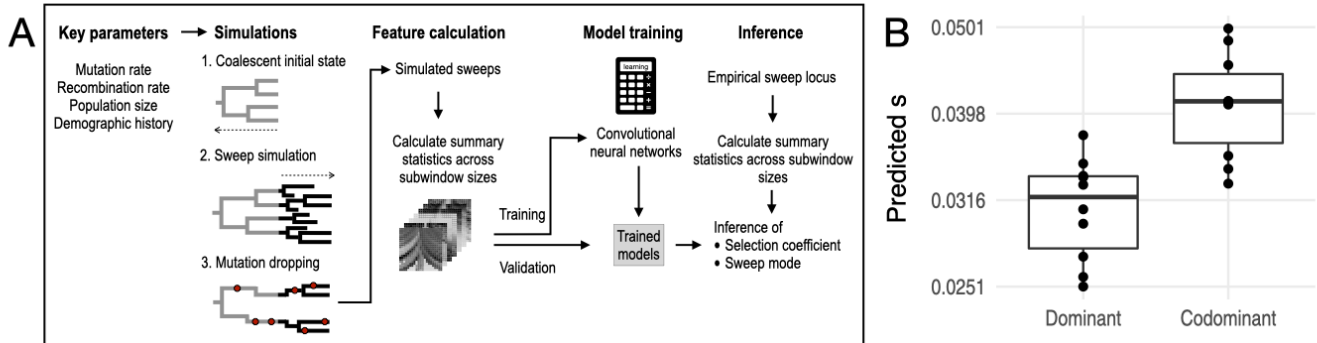 A
Key parameters
Mutation rate
Recombination rate
Population size
Demographic history
Simulations
1. Coalescent initial state
2. Sweep simulation
3. Mutation dropping
Feature calculation
Simulated sweeps
Calculate summary
statistics across
subwindow sizes
Training
Validation
Model training
learning
Convolutional
neural networks
Trained
models
Inference
Empirical sweep locus
Calculate summary
statistics across subwindow
sizes
Inference of
• Selection coefficient
• Sweep mode
B
Predicted s
0.0501
0.0398
0.0316
0.0251
Dominant
Codominant